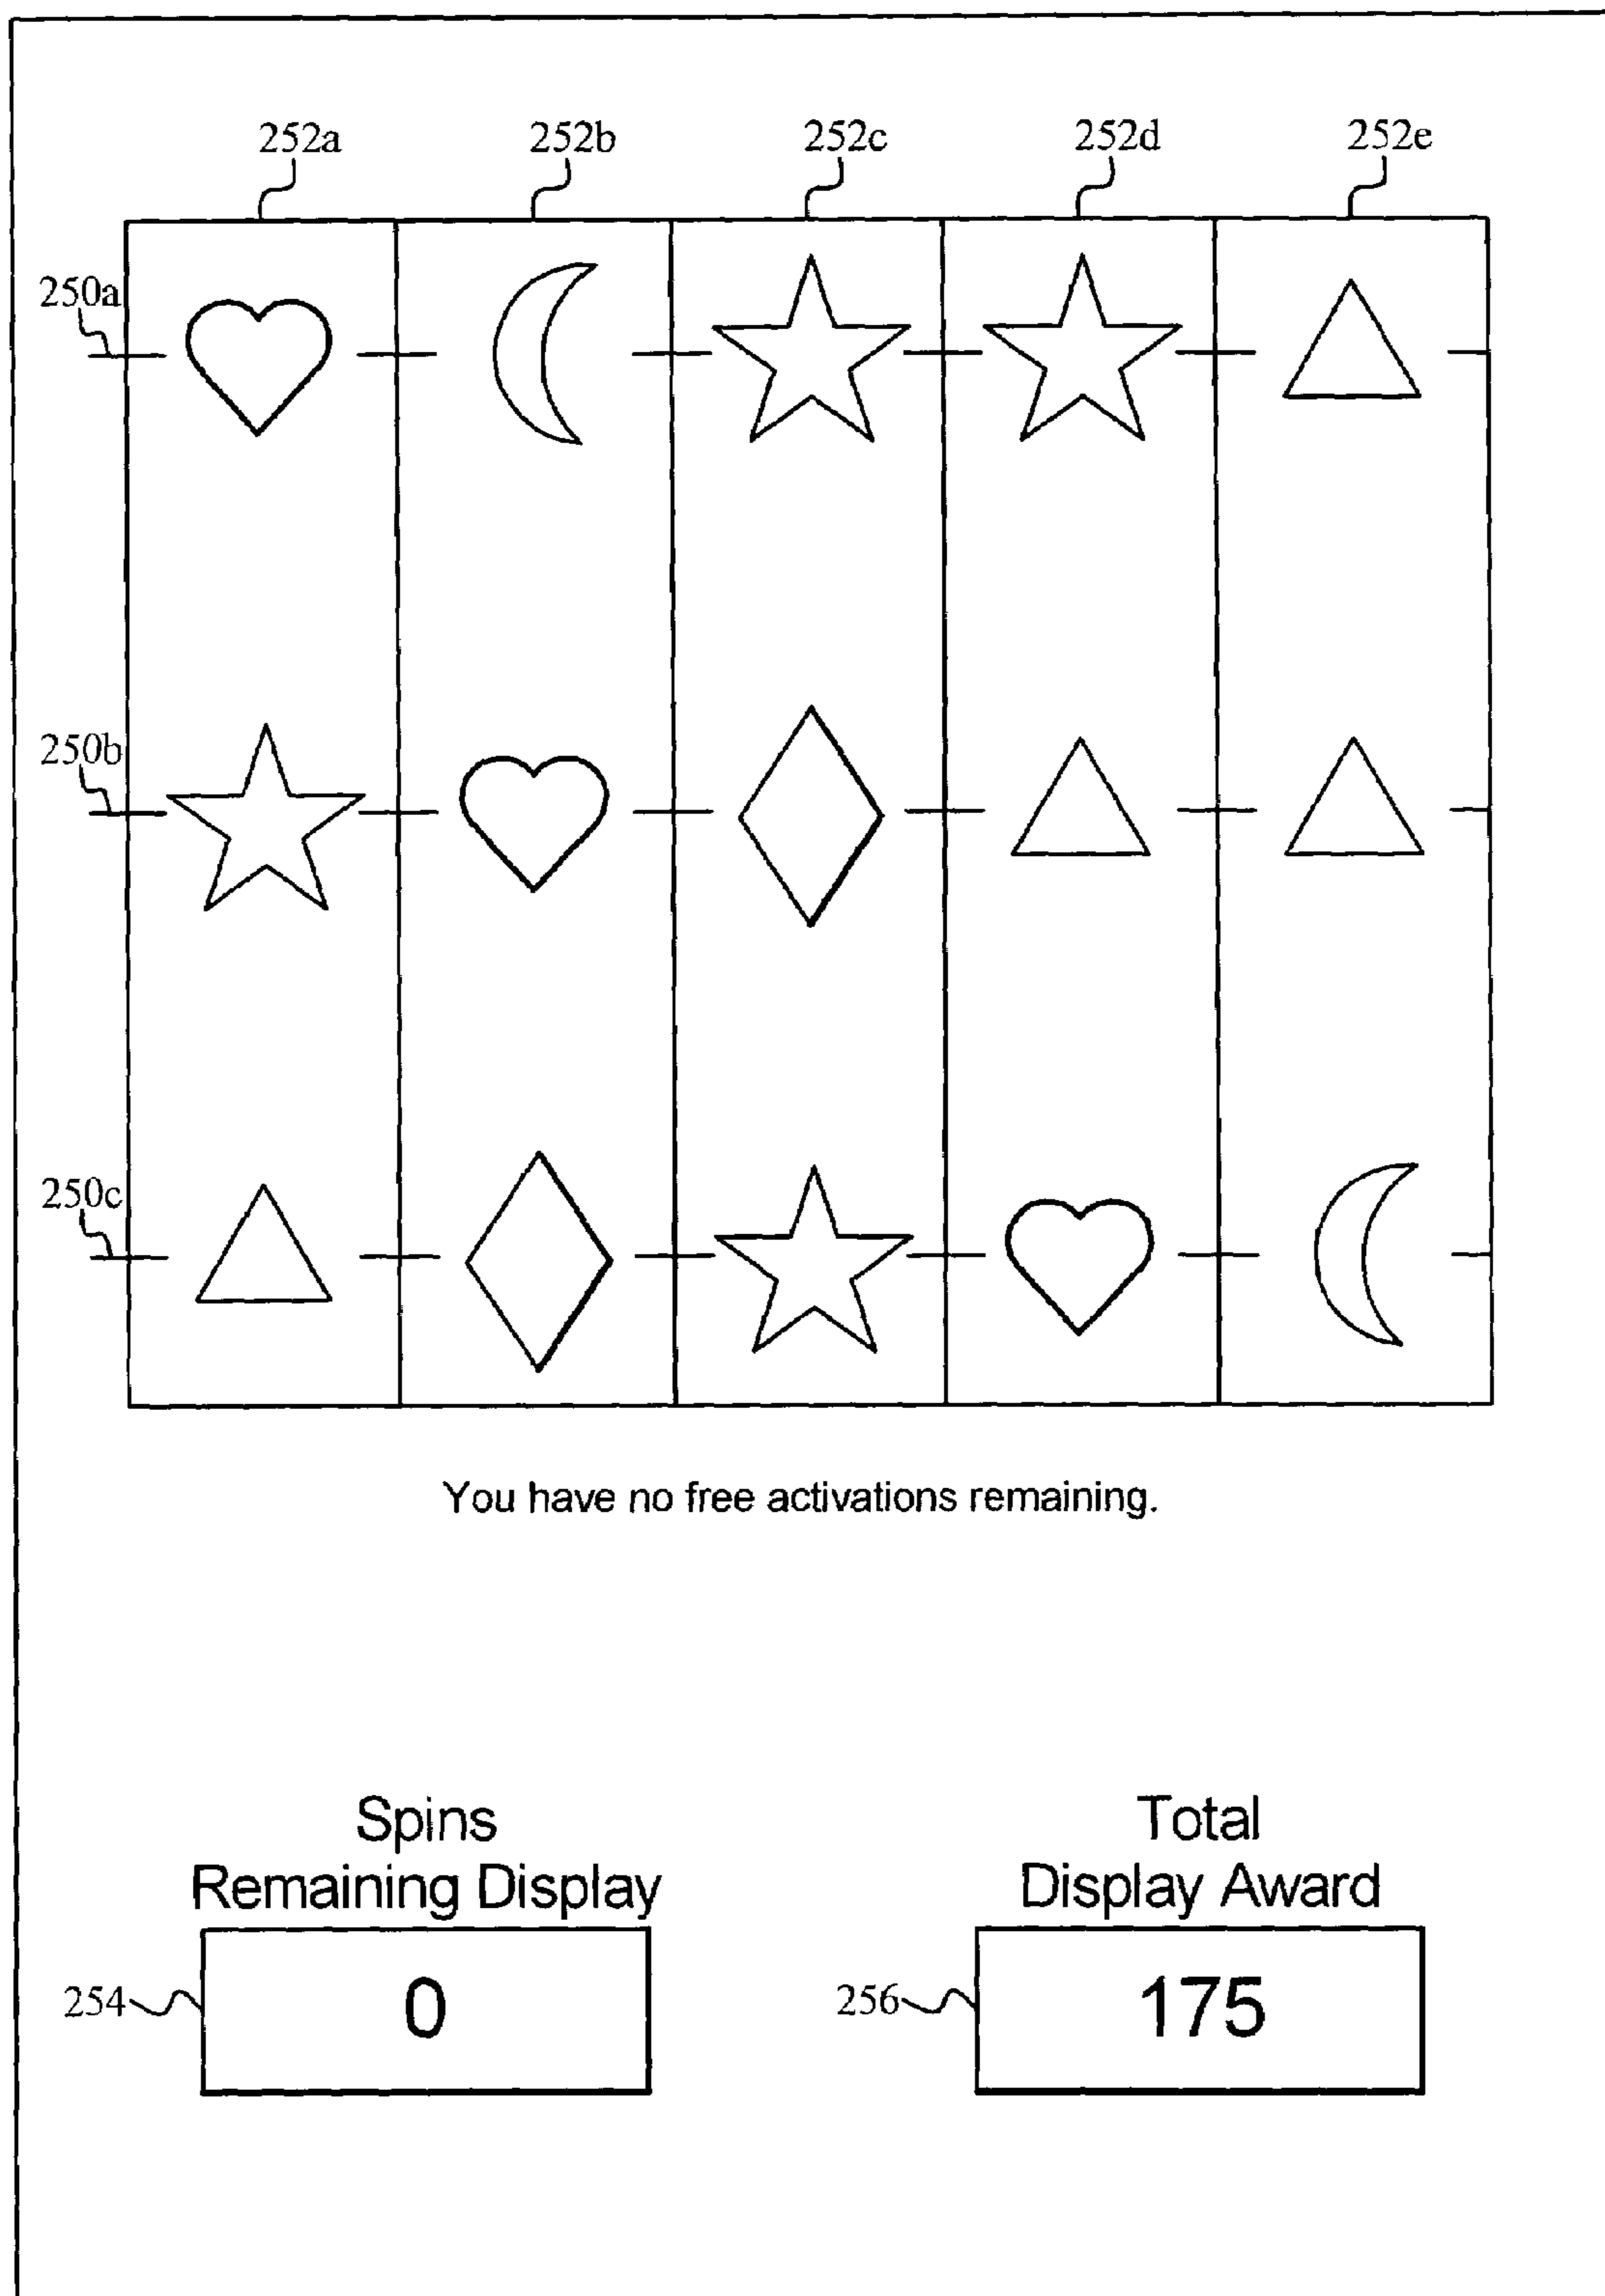 252a 252b 252c 252d 252e
250a
250b
250c
You have no free activations remaining.
Spins
Remaining Display
Total
Display Award
254 0
256 175